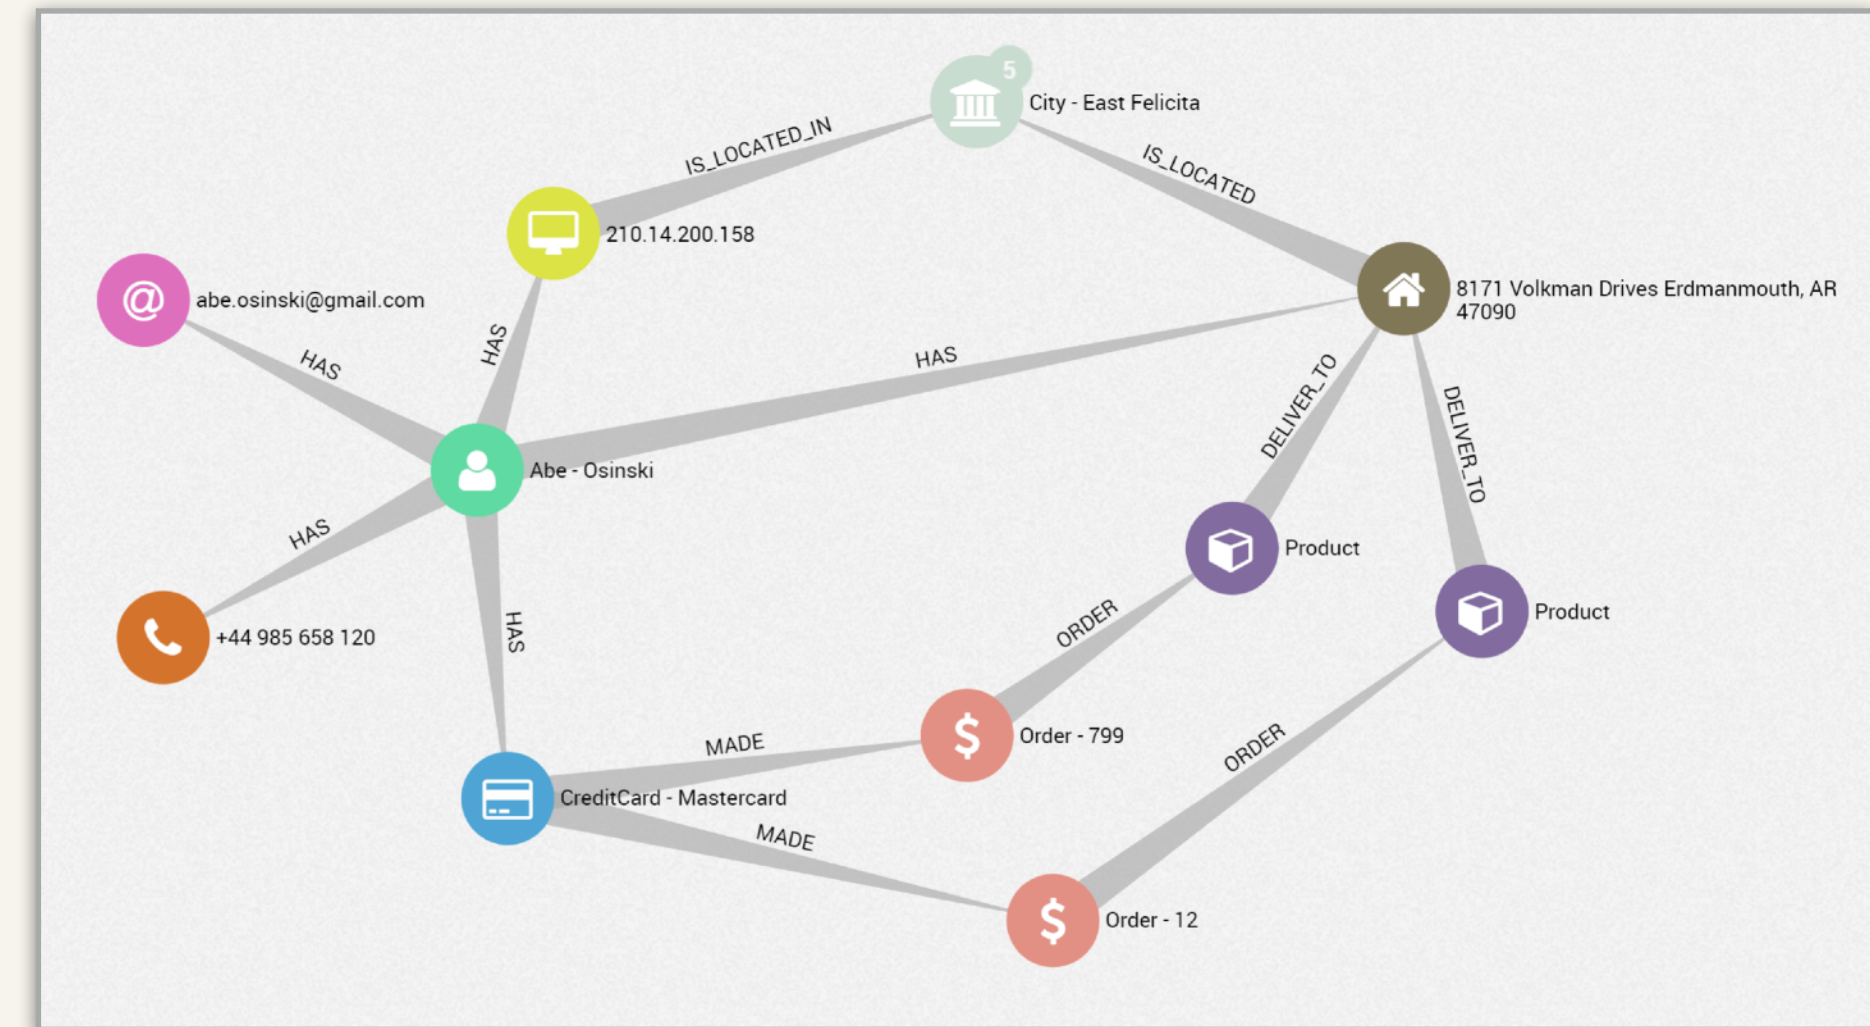 5
City - East Felicita
IS_LOCATED_IN
IS_LOCATED
210.14.200.158
@
abe.osinski@gmail.com
8171 Volkman Drives Erdmanmouth, AR
47090
HAS
HAS
HAS
DELIVER_TO
DELIVER_TO
Abe - Osinski
HAS
Product
Product
HAS
ORDER
+44 985 658 120
$
Order - 799
MADE
ORDER
CreditCard - Mastercard
MADE
$
Order - 12